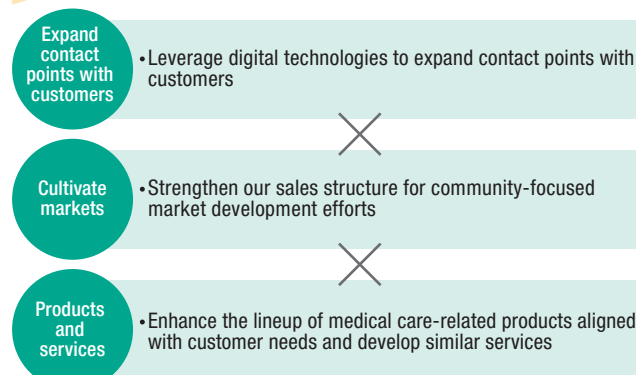 Expand
contact
points with
customers
•Leverage digital technologies to expand contact points with
customers
Cultivate
markets
•Strengthen our sales structure for community-focused
market development efforts
Products
and
services
•Enhance the lineup of medical care-related products aligned
with customer needs and develop similar services